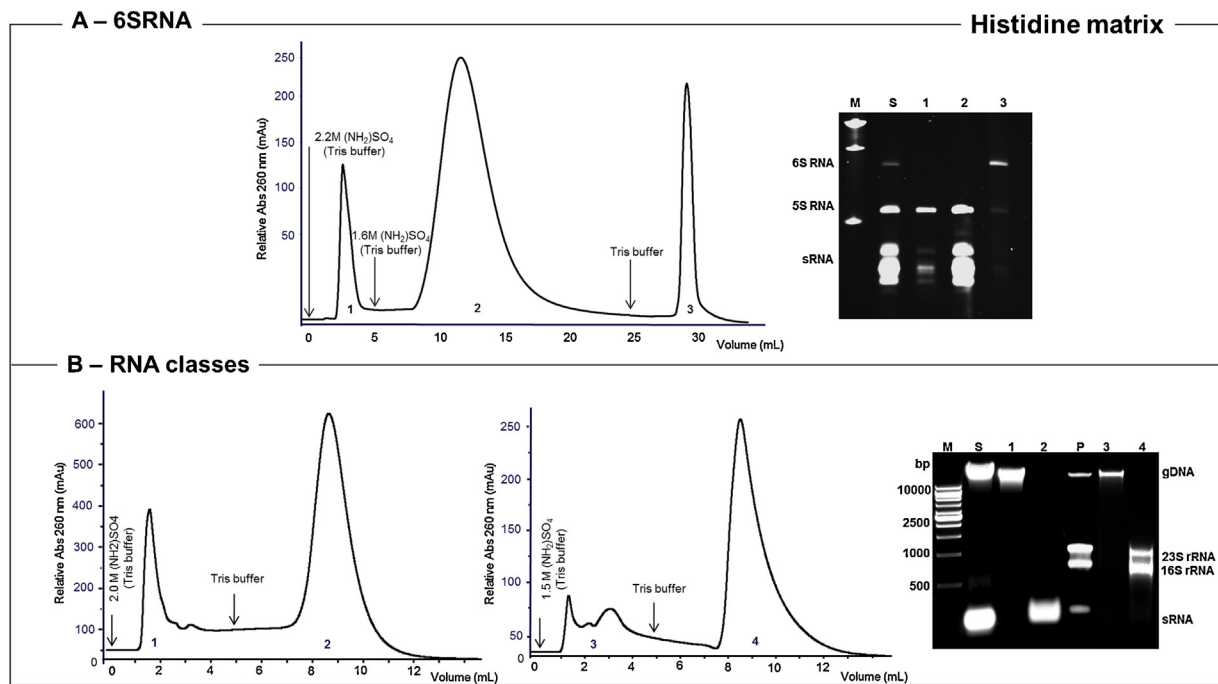 A – 6SRNA
Histidine matrix
Relative Abs 260 nm (mAu)
250
200
150
100
50
2.2M (NH₂)SO₄
(Tris buffer)
1.6M (NH₂)SO₄
(Tris buffer)
Tris buffer
1
2
3
0 5 10 15 20 25 30
Volume (mL)
M S 1 2 3
6S RNA
5S RNA
sRNA
B – RNA classes
Relative Abs 260 nm (mAu)
600
500
400
300
200
100
0
2.0 M (NH2)SO4
(Tris buffer)
Tris buffer
1
2
0 2 4 6 8 10 12
Volume (mL)
Relative Abs 260 nm (mAu)
250
200
150
100
50
0
1.5 M (NH₂)SO₄
(Tris buffer)
Tris buffer
3
4
0 2 4 6 8 10 12
Volume (mL)
M S 1 2 P 3 4
bp
10000
2500
1000
500
gDNA
23S rRNA
16S rRNA
sRNA